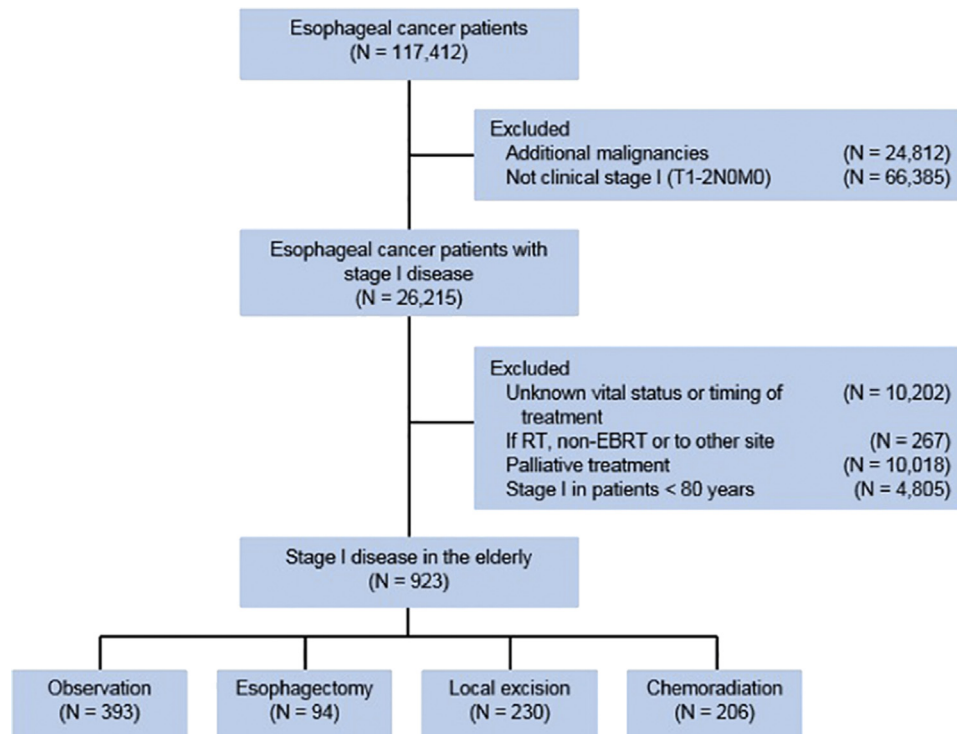 Esophageal cancer patients
(N = 117,412)
Excluded
Additional malignancies (N = 24,812)
Not clinical stage I (T1-2N0M0) (N = 66,385)
Esophageal cancer patients with
stage I disease
(N = 26,215)
Excluded
Unknown vital status or timing of (N = 10,202)
treatment
If RT, non-EBRT or to other site (N = 267)
Palliative treatment (N = 10,018)
Stage I in patients < 80 years (N = 4,805)
Stage I disease in the elderly
(N = 923)
Observation
(N = 393)
Esophagectomy
(N = 94)
Local excision
(N = 230)
Chemoradiation
(N = 206)